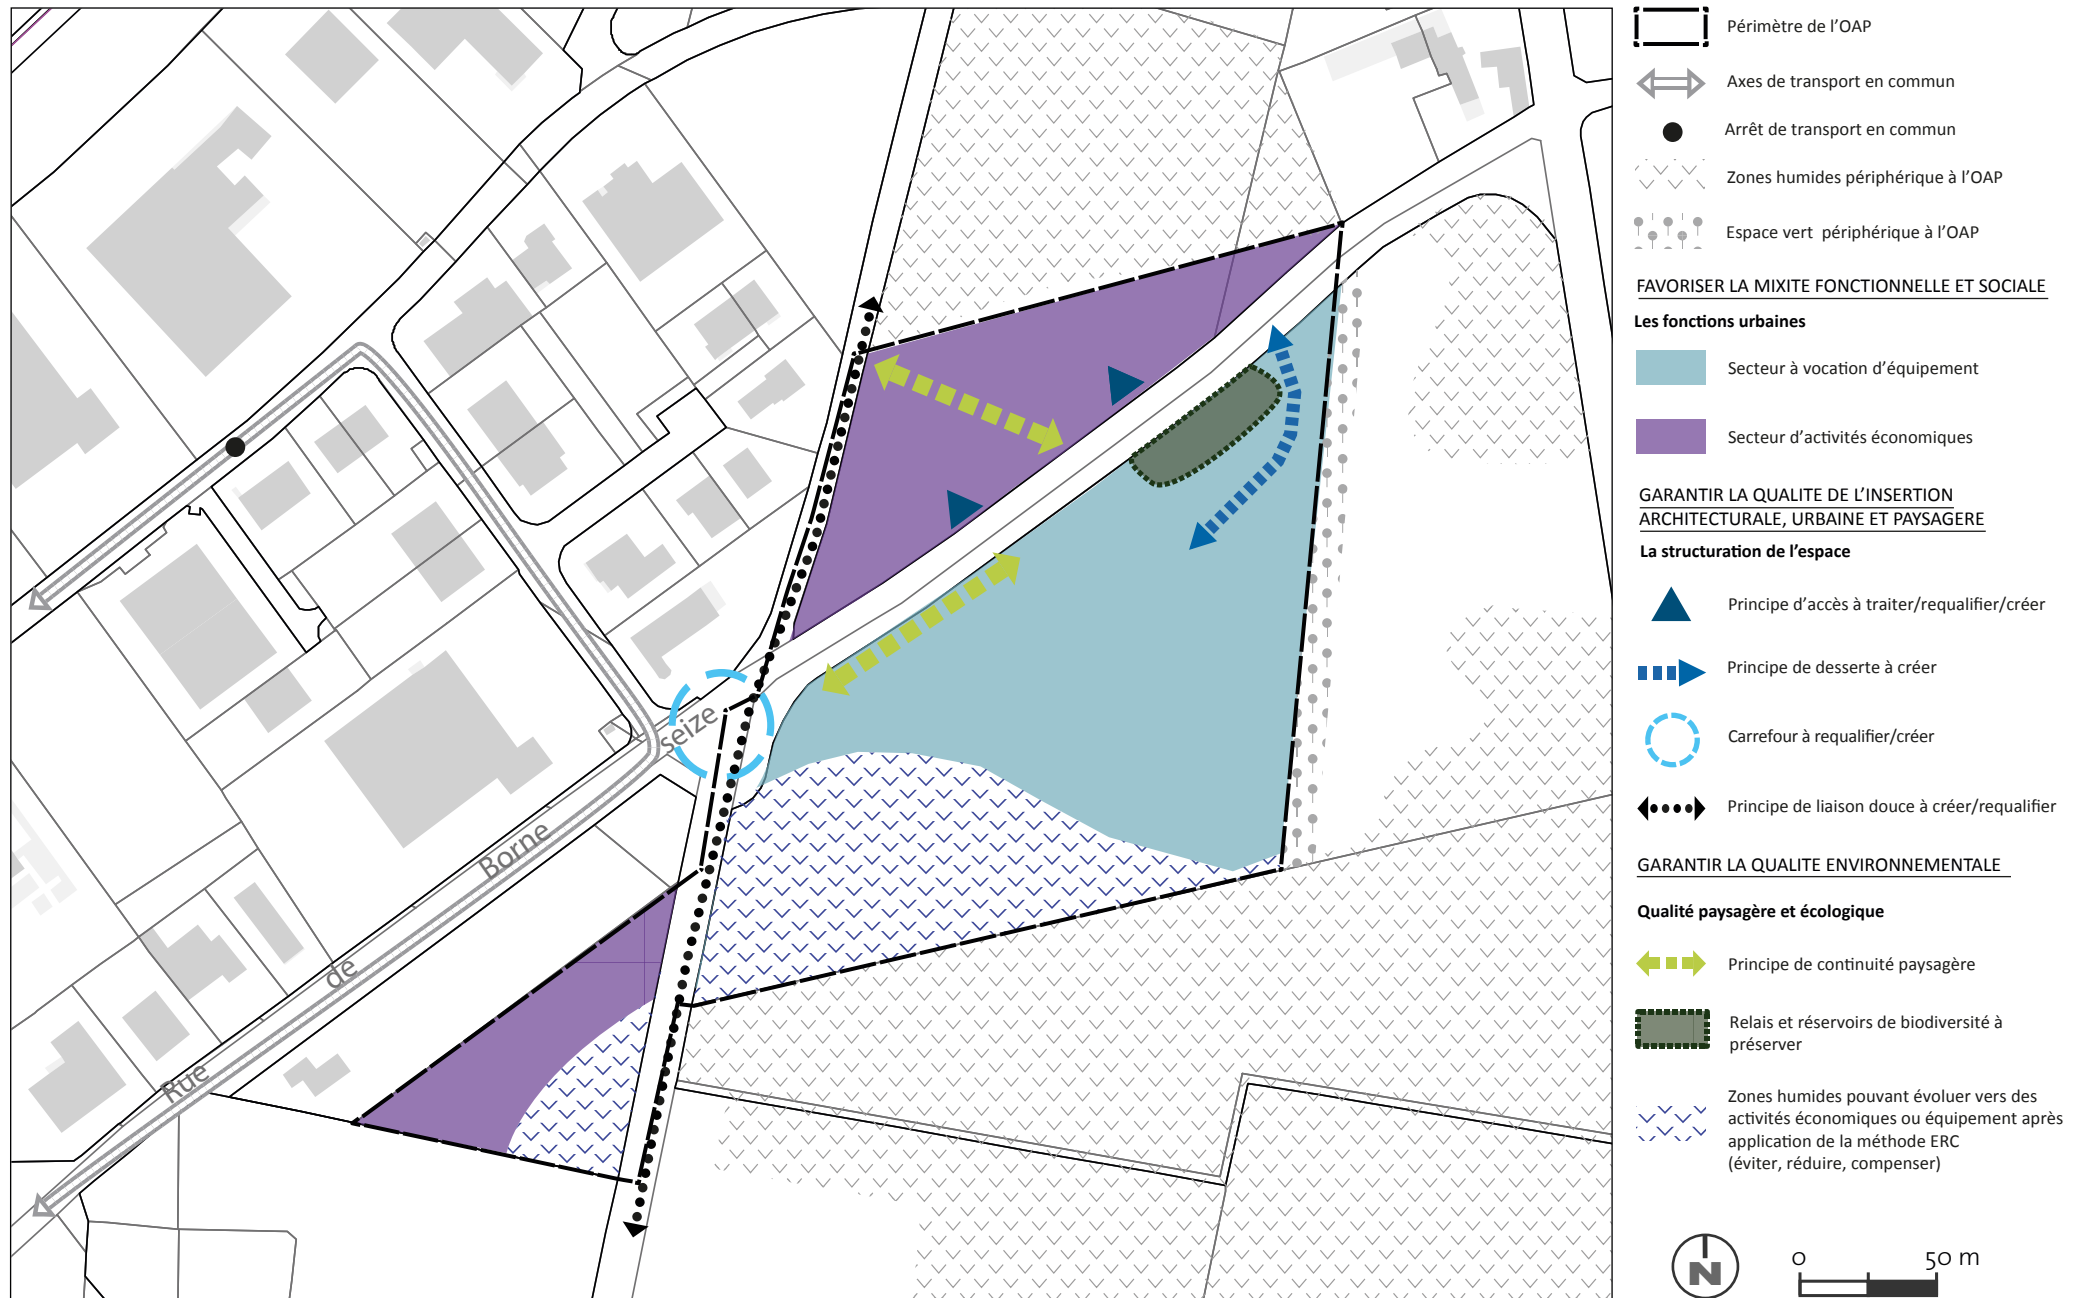 Périmètre de l'OAP
Axes de transport en commun
Arrêt de transport en commun
Zones humides périphérique à l'OAP
Espace vert périphérique à l'OAP
FAVORISER LA MIXITE FONCTIONNELLE ET SOCIALE
Les fonctions urbaines
Secteur à vocation d'équipement
Secteur d'activités économiques
GARANTIR LA QUALITE DE L'INSERTION
ARCHITECTURALE, URBAINE ET PAYSAGERE
La structuration de l'espace
Principe d'accès à traiter/requalifier/créer
Principe de desserte à créer
Carrefour à requalifier/créer
Principe de liaison douce à créer/requalifier
GARANTIR LA QUALITE ENVIRONNEMENTALE
Qualité paysagère et écologique
Principe de continuité paysagère
Relais et réservoirs de biodiversité à
préserver
Zones humides pouvant évoluer vers des
activités économiques ou équipement après
application de la méthode ERC
(éviter, réduire, compenser)
N
0 50 m
Rue de Borne seize